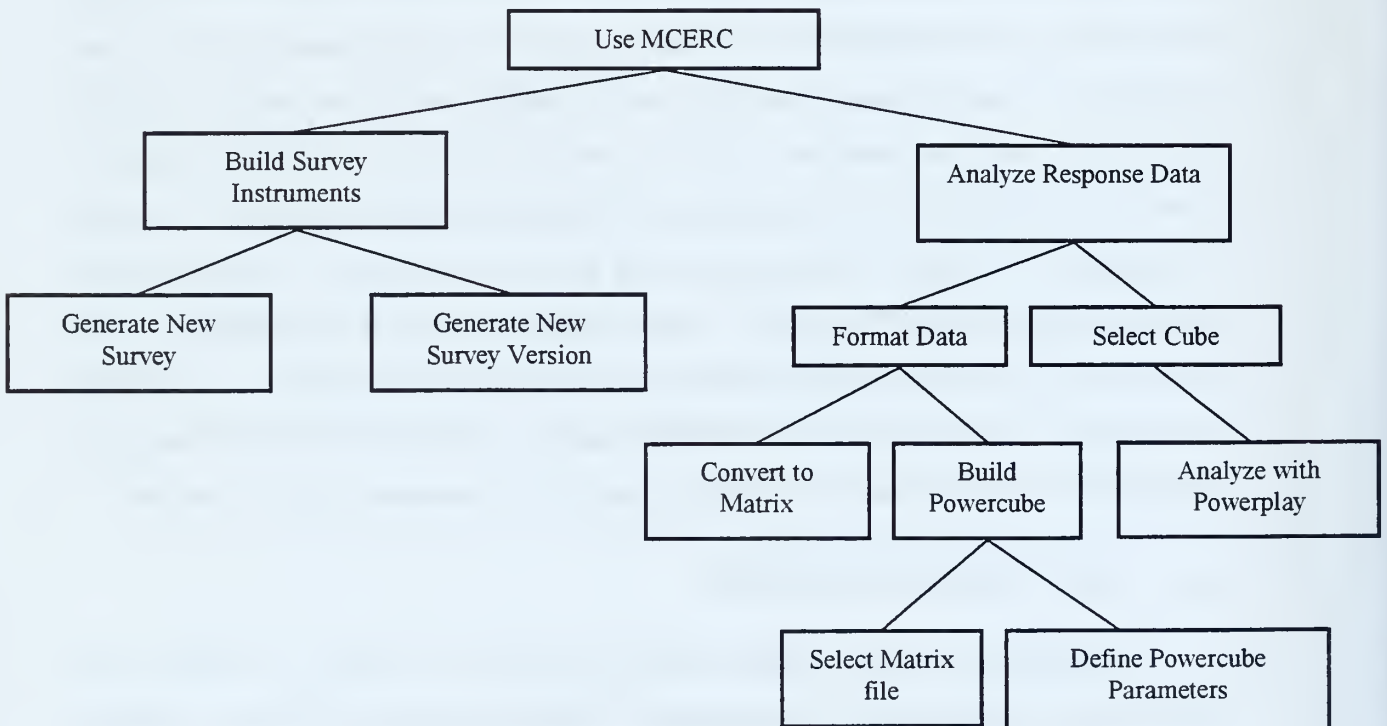 Use MCERC
Build Survey
Instruments
Analyze Response Data
Generate New
Survey
Generate New
Survey Version
Format Data
Select Cube
Convert to
Matrix
Build
Powercube
Analyze with
Powerplay
Select Matrix
file
Define Powercube
Parameters